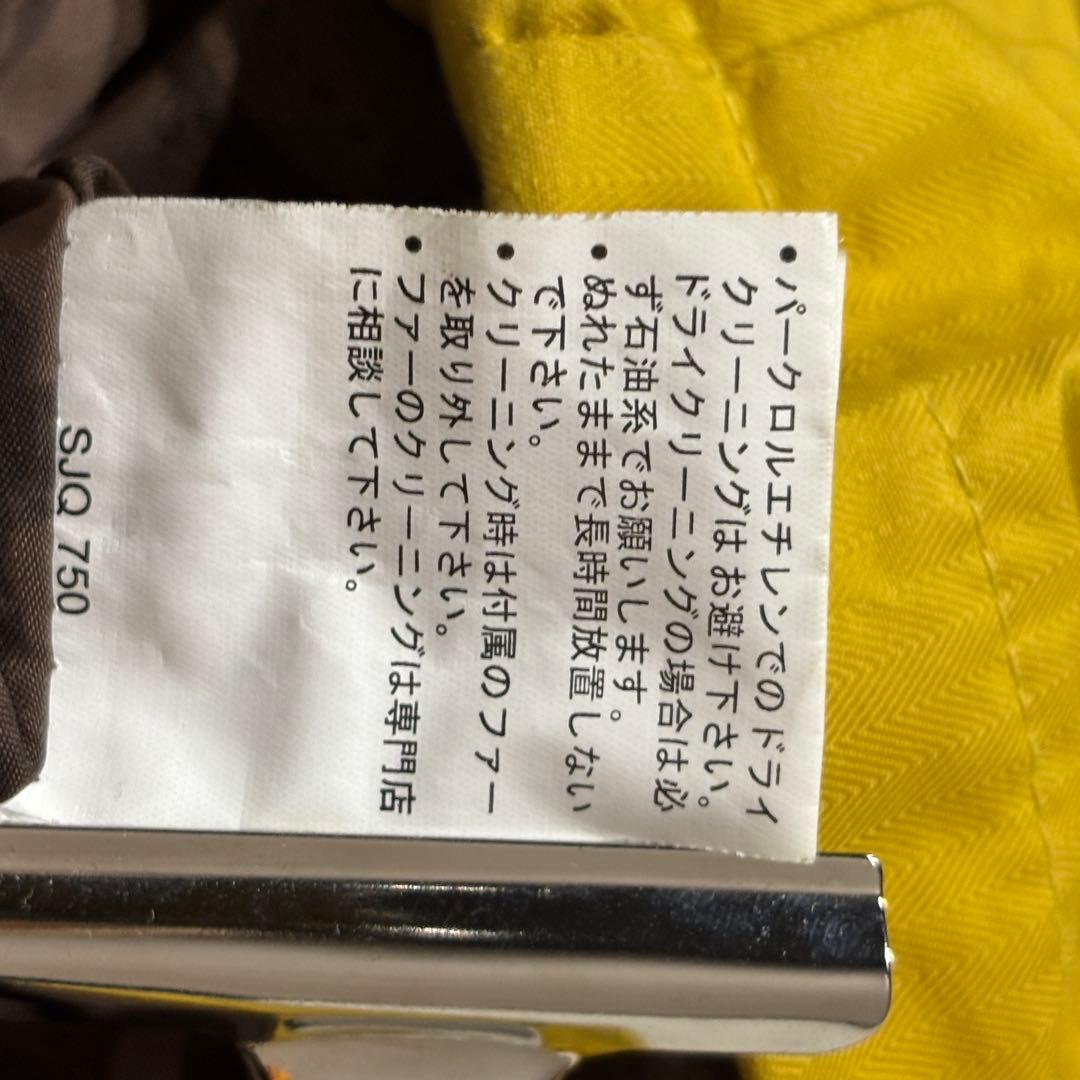 ● パークロルエチレンでのドライ
クリーニングはお避け下さい。
ドライクリーニングの場合は必
ず石油系でお願いします。
● ぬれたままで長時間放置しない
で下さい。
● クリーニング時は付属のファー
を取り外して下さい。
● ファーのクリーニングは専門店
に相談して下さい。
SJQ 750